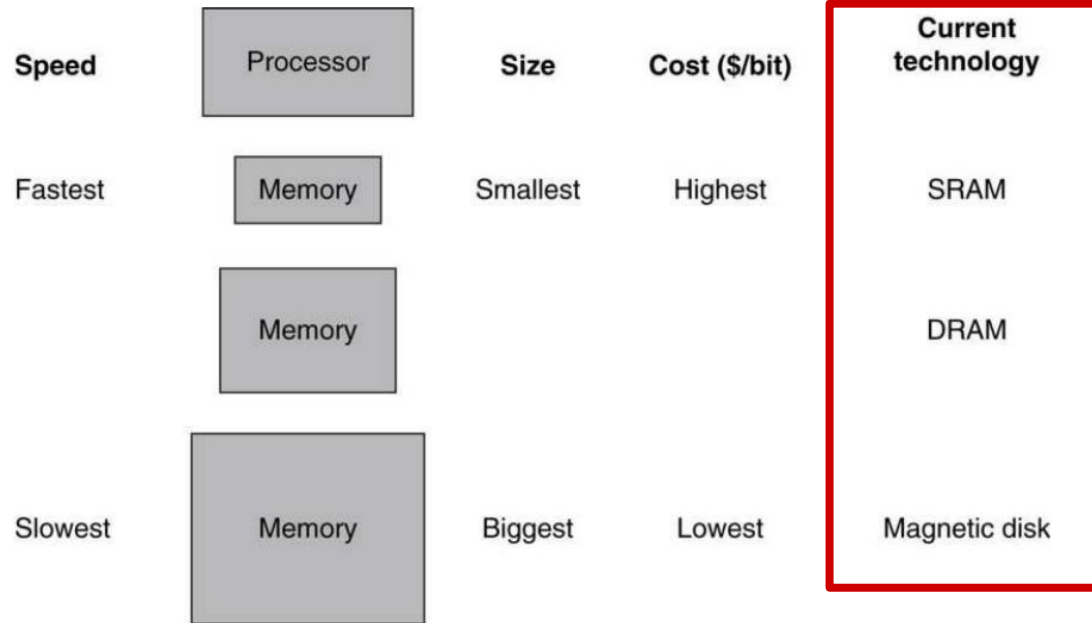 Speed Processor Size Cost ($/bit) Current
technology
Fastest Memory Smallest Highest SRAM
Memory DRAM
Slowest Memory Biggest Lowest Magnetic disk